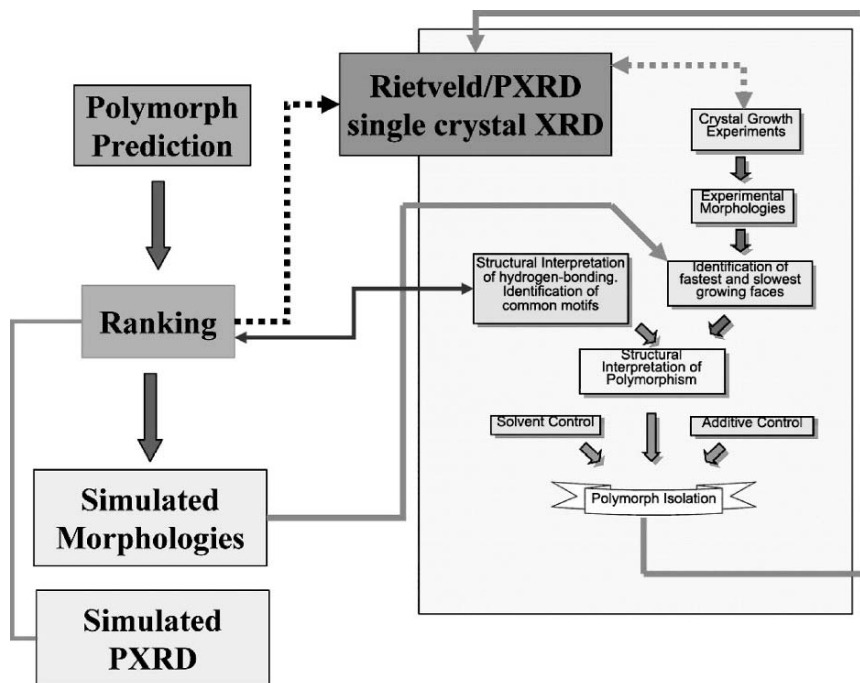 Polymorph
Prediction
Ranking
Simulated
Morphologies
Simulated
PXRD
Rietveld/PXRD
single crystal XRD
Crystal Growth
Experiments
Experimental
Morphologies
Structural Interpretation
of hydrogen-bonding.
Identification of
common motifs
Identification of
fastest and slowest
growing faces
Structural
Interpretation of
Polymorphism
Solvent Control
Additive Control
Polymorph Isolation